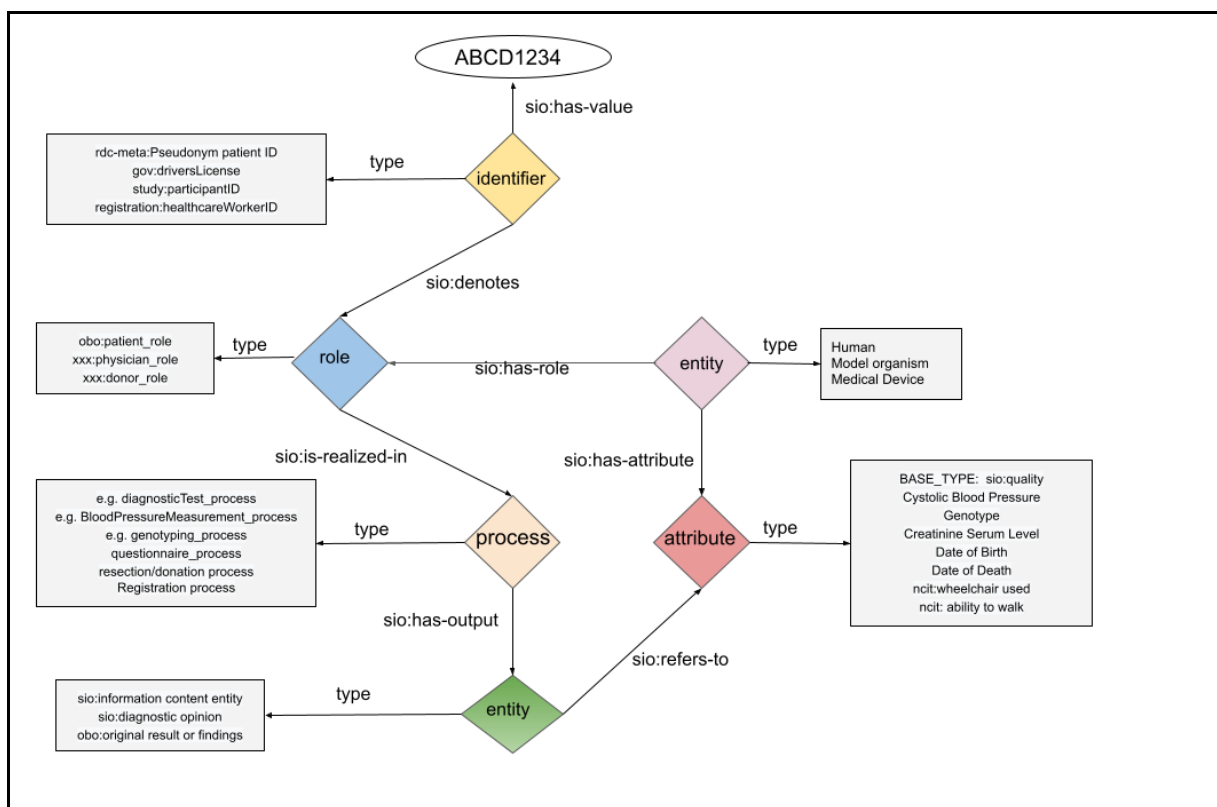 ABCD1234
sio:has-value
rdc-meta:Pseudonym patient ID
gov:driversLicense
study:participantID
registration:healthcareWorkerID
type
identifier
sio:denotes
obo:patient_role
xxx:physician_role
xxx:donor_role
type
role
sio:has-role
entity
type
Human
Model organism
Medical Device
sio:is-realized-in
sio:has-attribute
e.g. diagnosticTest_process
e.g. BloodPressureMeasurement_process
e.g. genotyping_process
questionnaire_process
resection/donation process
Registration process
type
process
attribute
type
BASE_TYPE: sio:quality
Cystolic Blood Pressure
Genotype
Creatinine Serum Level
Date of Birth
Date of Death
ncit:wheelchair used
ncit: ability to walk
sio:has-output
sio:refers-to
sio:information content entity
sio:diagnostic opinion
obo:original result or findings
type
entity